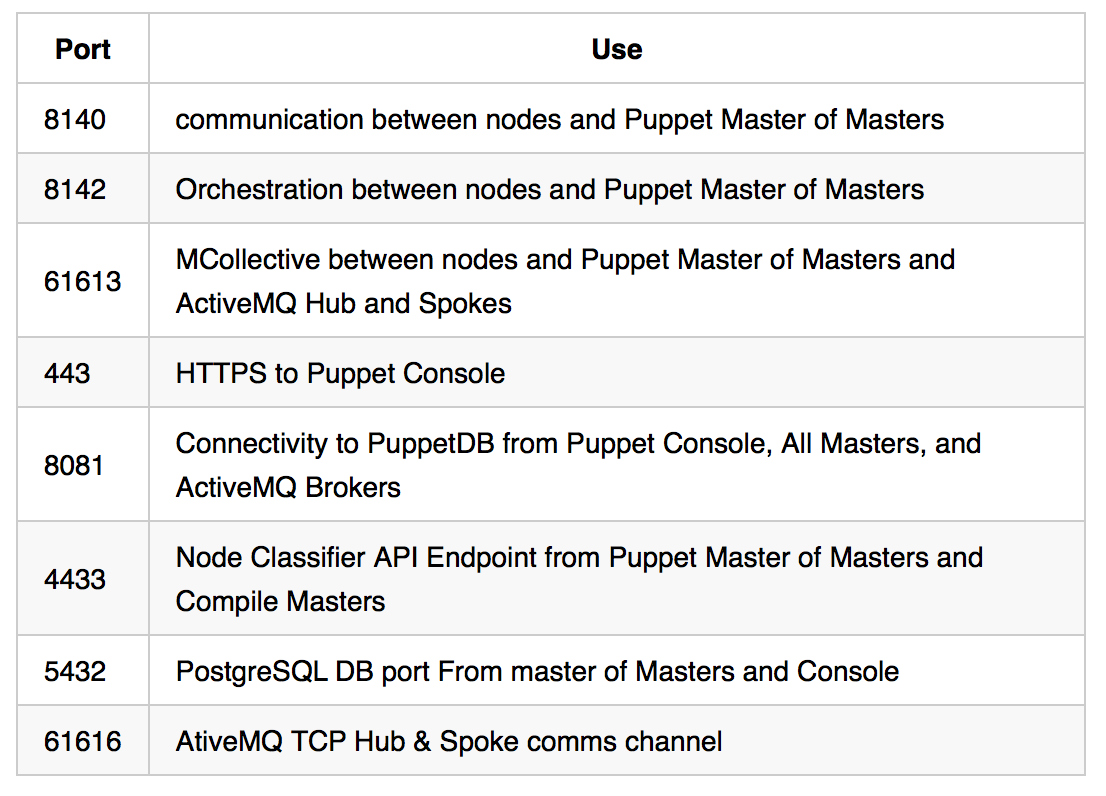 Port Use
8140 communication between nodes and Puppet Master of Masters
8142 Orchestration between nodes and Puppet Master of Masters
61613 MCollective between nodes and Puppet Master of Masters and
ActiveMQ Hub and Spokes
443 HTTPS to Puppet Console
8081 Connectivity to PuppetDB from Puppet Console, All Masters, and
ActiveMQ Brokers
4433 Node Classifier API Endpoint from Puppet Master of Masters and
Compile Masters
5432 PostgreSQL DB port From master of Masters and Console
61616 AtiveMQ TCP Hub & Spoke comms channel